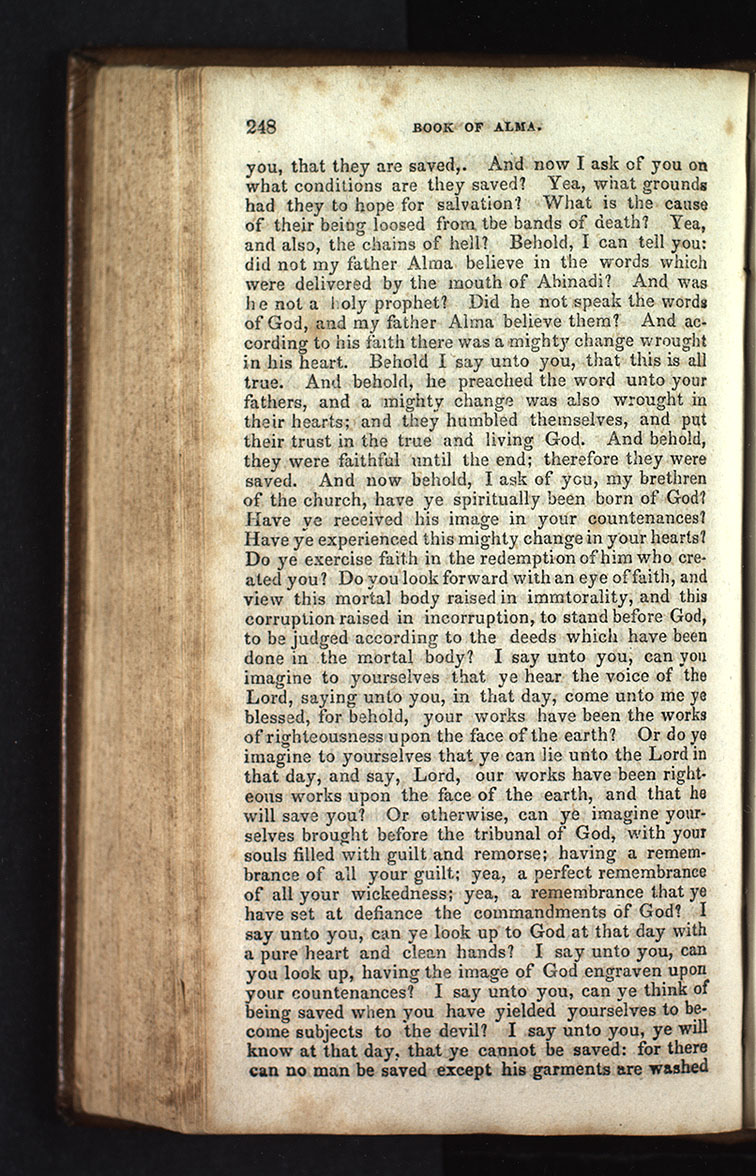 248 BOOK OF ALMA.
you, that they are saved,. And now I ask of you on
what conditions are they saved? Yea, what grounds
had they to hope for salvation? What is the cause
of their being loosed from tbe bands of death? Yea,
and also, the chains of hell? Behold, I can tell you:
did not my father Alma believe in the words which
were delivered by the mouth of Abinadi? And was
he not a holy prophet? Did he not speak the words
of God, and my father Alma believe them? And ac-
cording to his faith there was a mighty change wrought
in his heart. Behold I say unto you, that this is all
true. And behold, he preached the word unto your
fathers, and a mighty change was also wrought in
their hearts; and they humbled themselves, and put
their trust in the true and living God. And behold,
they were faithful until the end; therefore they were
saved. And now behold, I ask of you, my brethren
of the church, have ye spiritually been born of God?
Have ye received his image in your countenances?
Have ye experienced this mighty change in your hearts?
Do ye exercise faith in the redemption of him who cre-
ated you? Do you look forward with an eye of faith, and
view this mortal body raised in immtorality, and this
corruption raised in incorruption, to stand before God,
to be judged according to the deeds which have been
done in the mortal body? I say unto you, can you
imagine to yourselves that ye hear the voice of the
Lord, saying unto you, in that day, come unto me ye
blessed, for behold, your works have been the works
of righteousness upon the face of the earth? Or do ye
imagine to yourselves that ye can lie unto the Lord in
that day, and say, Lord, our works have been right-
eous works upon the face of the earth, and that he
will save you? Or otherwise, can ye imagine your-
selves brought before the tribunal of God, with your
souls filled with guilt and remorse; having a remem-
brance of all your guilt; yea, a perfect remembrance
of all your wickedness; yea, a remembrance that ye
have set at defiance the commandments of God? I
say unto you, can ye look up to God at that day with
a pure heart and clean hands? I say unto you, can
you look up, having the image of God engraven upon
your countenances? I say unto you, can ye think of
being saved when you have yielded yourselves to be-
come subjects to the devil? I say unto you, ye will
know at that day, that ye cannot be saved: for there
can no man be saved except his garments are washed